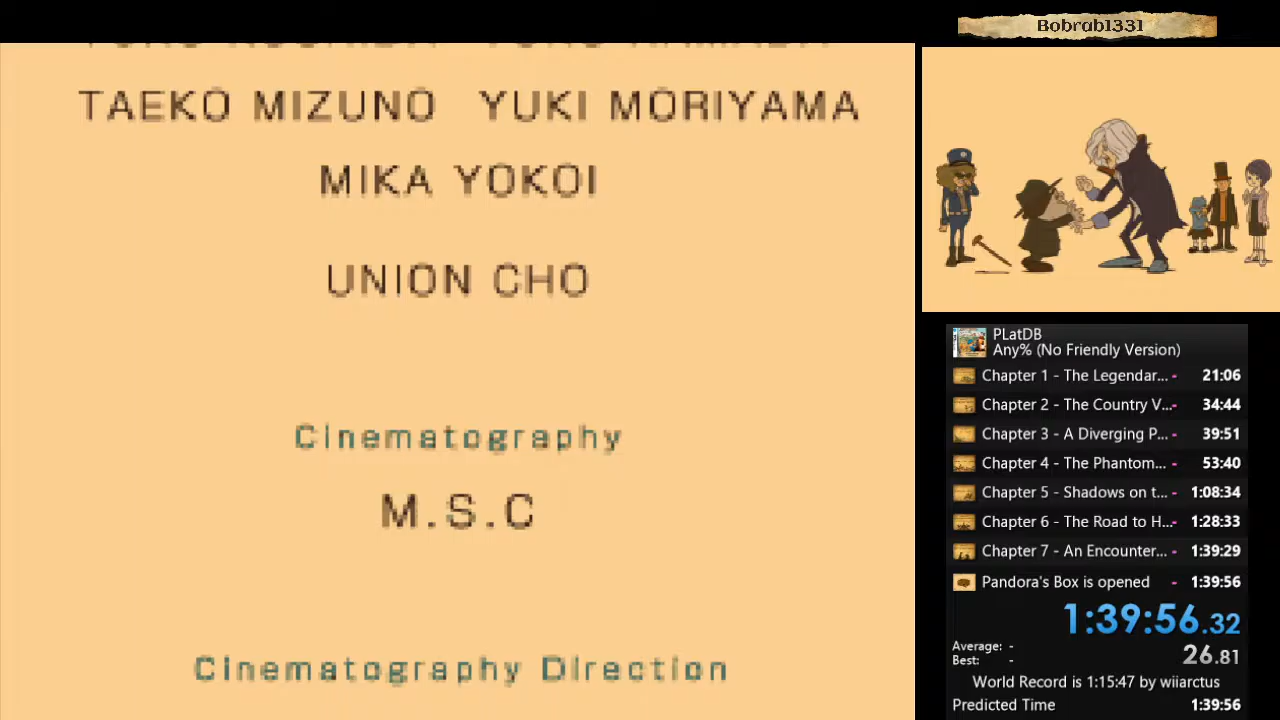 TAEKO MIZUNO YUKI MORIYAMA
MIKA YOKOI
UNION CHO
Cinematography
M.S.C
Cinematography Direction
Bobrab1331
PLatDB
Any% (No Friendly Version)
Chapter 1 - The Legendar... - 21:06
Chapter 2 - The Country V... - 34:44
Chapter 3 - A Diverging P... - 39:51
Chapter 4 - The Phantom... - 53:40
Chapter 5 - Shadows on t... - 1:08:34
Chapter 6 - The Road to H... - 1:28:33
Chapter 7 - An Encounter... - 1:39:29
Pandora's Box is opened - 1:39:56
1:39:56.32
Average: -
Best: - 26.81
World Record is 1:15:47 by wiiarctus
Predicted Time 1:39:56